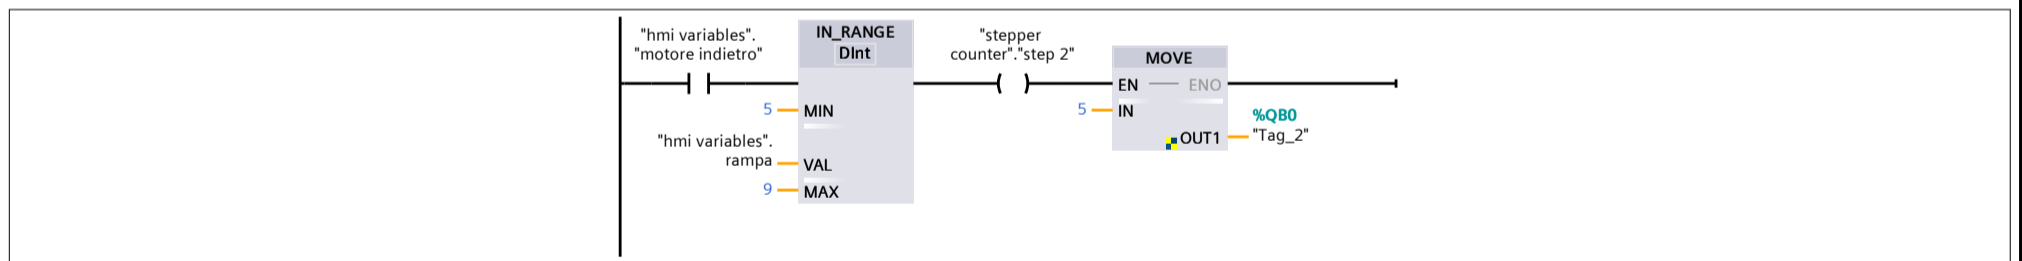 "hmi variables".
"motore indietro"
IN_RANGE
DInt
5
MIN
"hmi variables".
rampa
VAL
9
MAX
"stepper
counter"."step 2"
MOVE
EN
ENO
5
IN
OUT1
%QB0
"Tag_2"